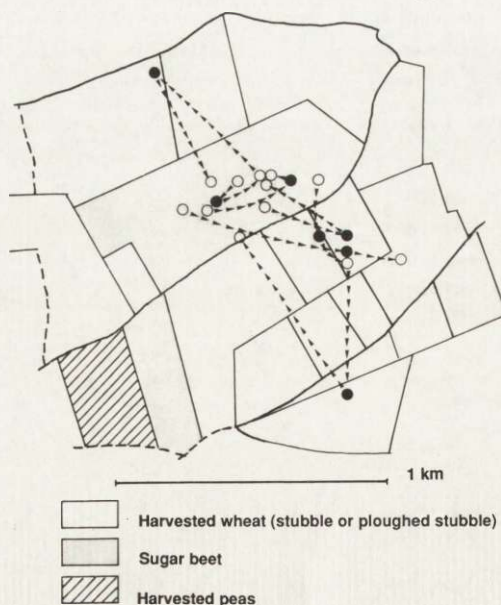 1 km
Harvested wheat (stubble or ploughed stubble)
Sugar beet
Harvested peas